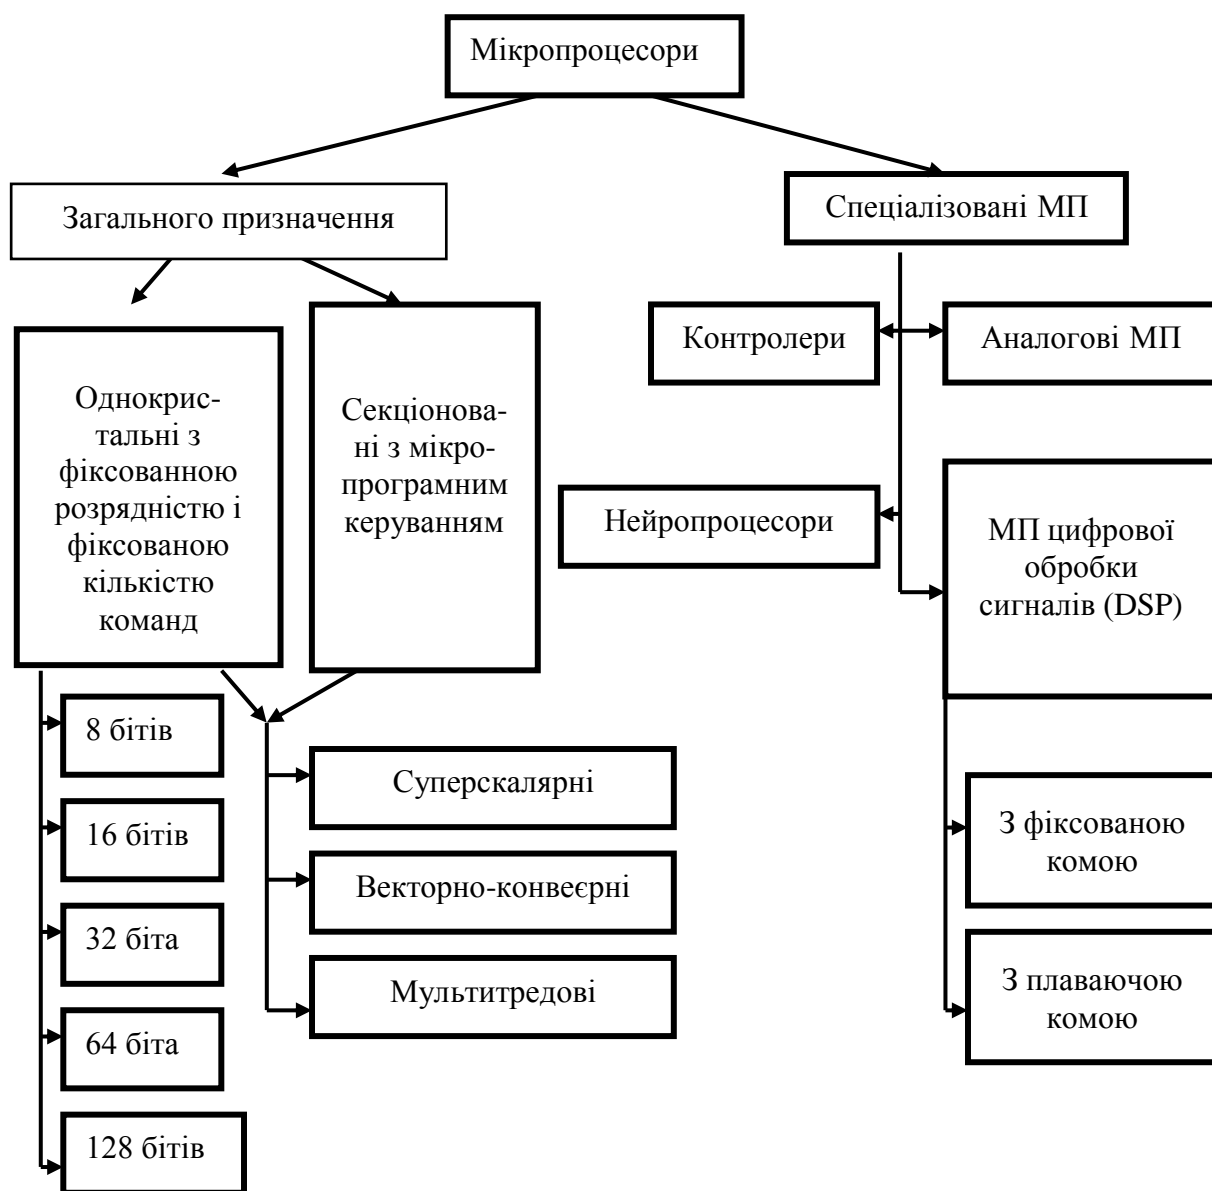 Мікропроцесори
Загального призначення
Спеціалізовані МП
Контролери
Аналогові МП
Однокрис-
тальні з
фіксованною
розрядністю і
фіксованою
кількістю
команд
Секціонова-
ні з мікро-
програмним
керуванням
Нейропроцесори
МП цифрової
обробки
сигналів (DSP)
8 бітів
16 бітів
32 біта
64 біта
128 бітів
Суперскалярні
Векторно-конвеєрні
Мультитредові
З фіксованою
комою
З плаваючою
комою